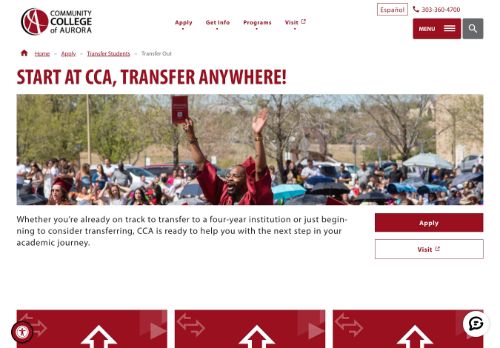 Español
303-360-4700
COMMUNITY
COLLEGE
of AURORA
Apply
Get Info
Programs
Visit
MENU
Home
Apply
Transfer Students
Transfer Out
START AT CCA, TRANSFER ANYWHERE!
Whether you're already on track to transfer to a four-year institution or just begin-
ning to consider transferring, CCA is ready to help you with the next step in your
academic journey.
Apply
Visit